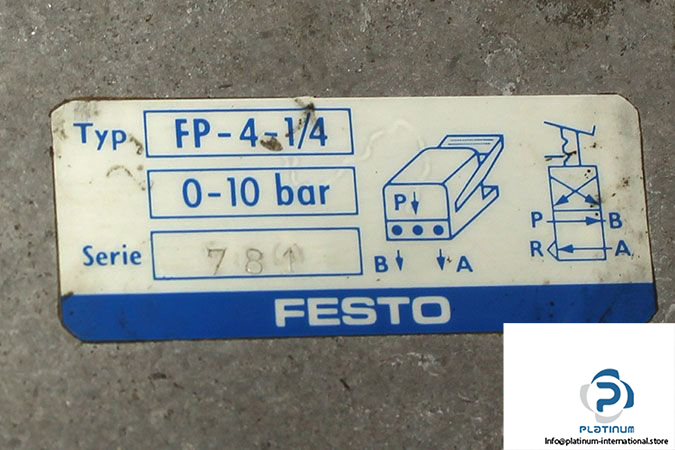 Typ FP-4-1/4
0-10 bar
Serie 781
P
B A
P B
R A
FESTO
P
PLATINUM
info@platinum-international.store